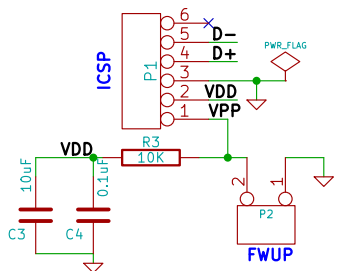 6
5
4
3
2
1
D-
D+
VDD
VPP
ICSP
P1
PWR_FLAG
VDD
R3
10K
10uF
0.1uF
C3
C4
2
1
P2
FWUP